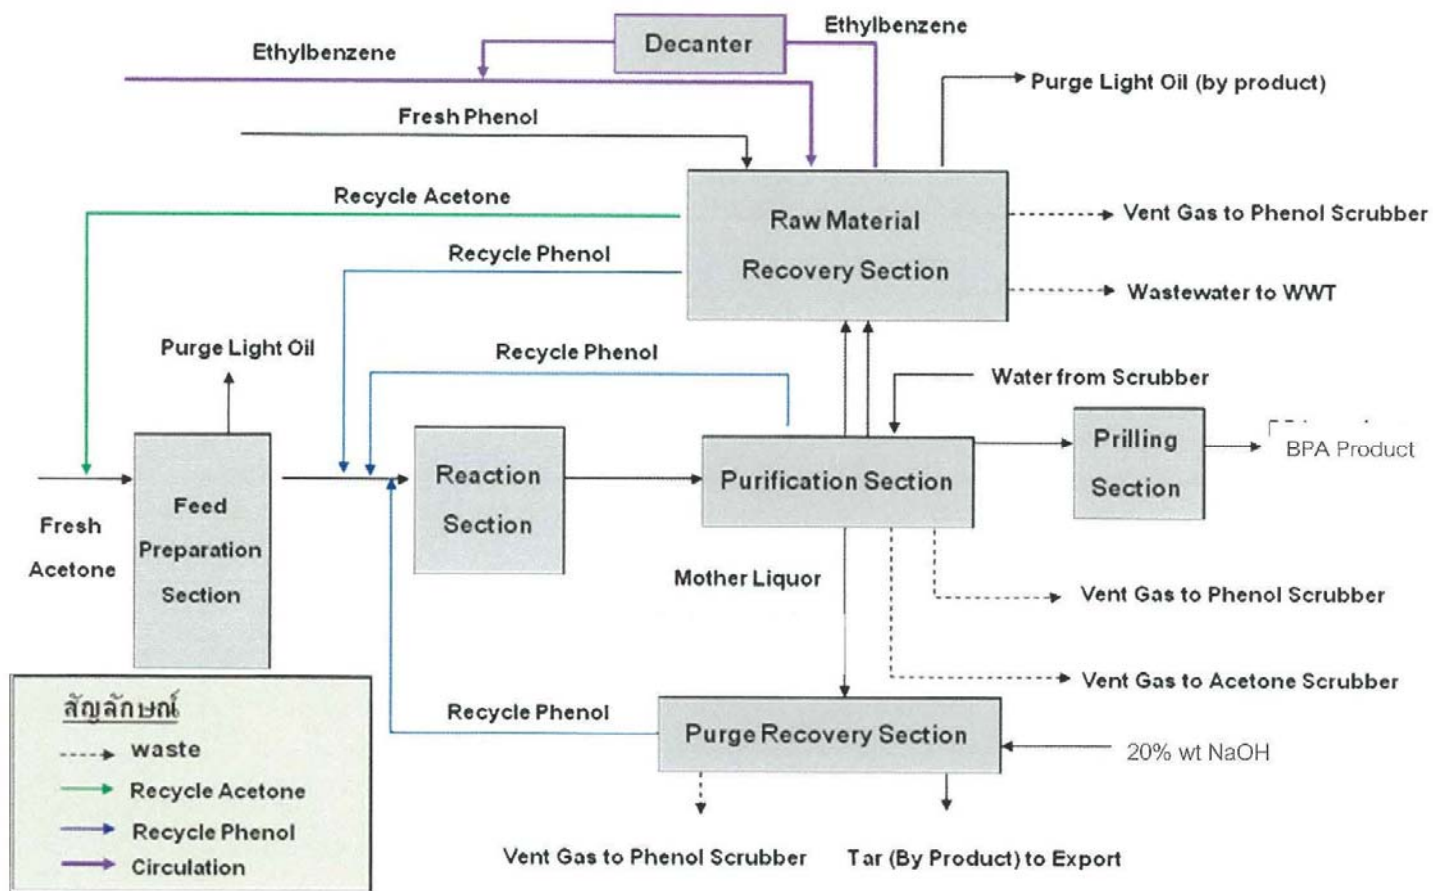 Ethylbenzene
Decanter
Ethylbenzene
Purge Light Oil (by product)
Fresh Phenol
Recycle Acetone
Raw Material
Recovery Section
Vent Gas to Phenol Scrubber
Recycle Phenol
Wastewater to WWT
Purge Light Oil
Recycle Phenol
Water from Scrubber
Fresh
Acetone
Feed
Preparation
Section
Reaction
Section
Purification Section
Prilling
Section
BPA Product
Mother Liquor
Vent Gas to Phenol Scrubber
Vent Gas to Acetone Scrubber
Recycle Phenol
Purge Recovery Section
20% wt NaOH
Vent Gas to Phenol Scrubber
Tar (By Product) to Export
สัญลักษณ์
waste
Recycle Acetone
Recycle Phenol
Circulation